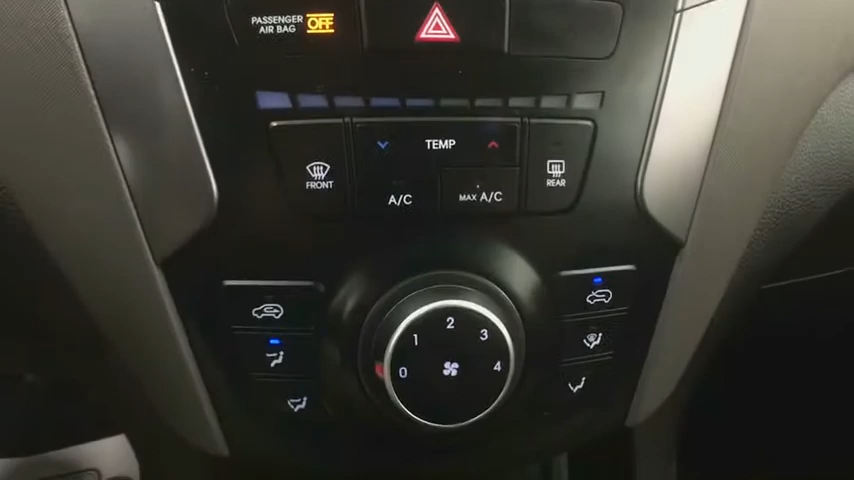 PASSENGER
AIR BAG
OFF
TEMP
FRONT
A/C
MAX A/C
REAR
0 1 2 3 4